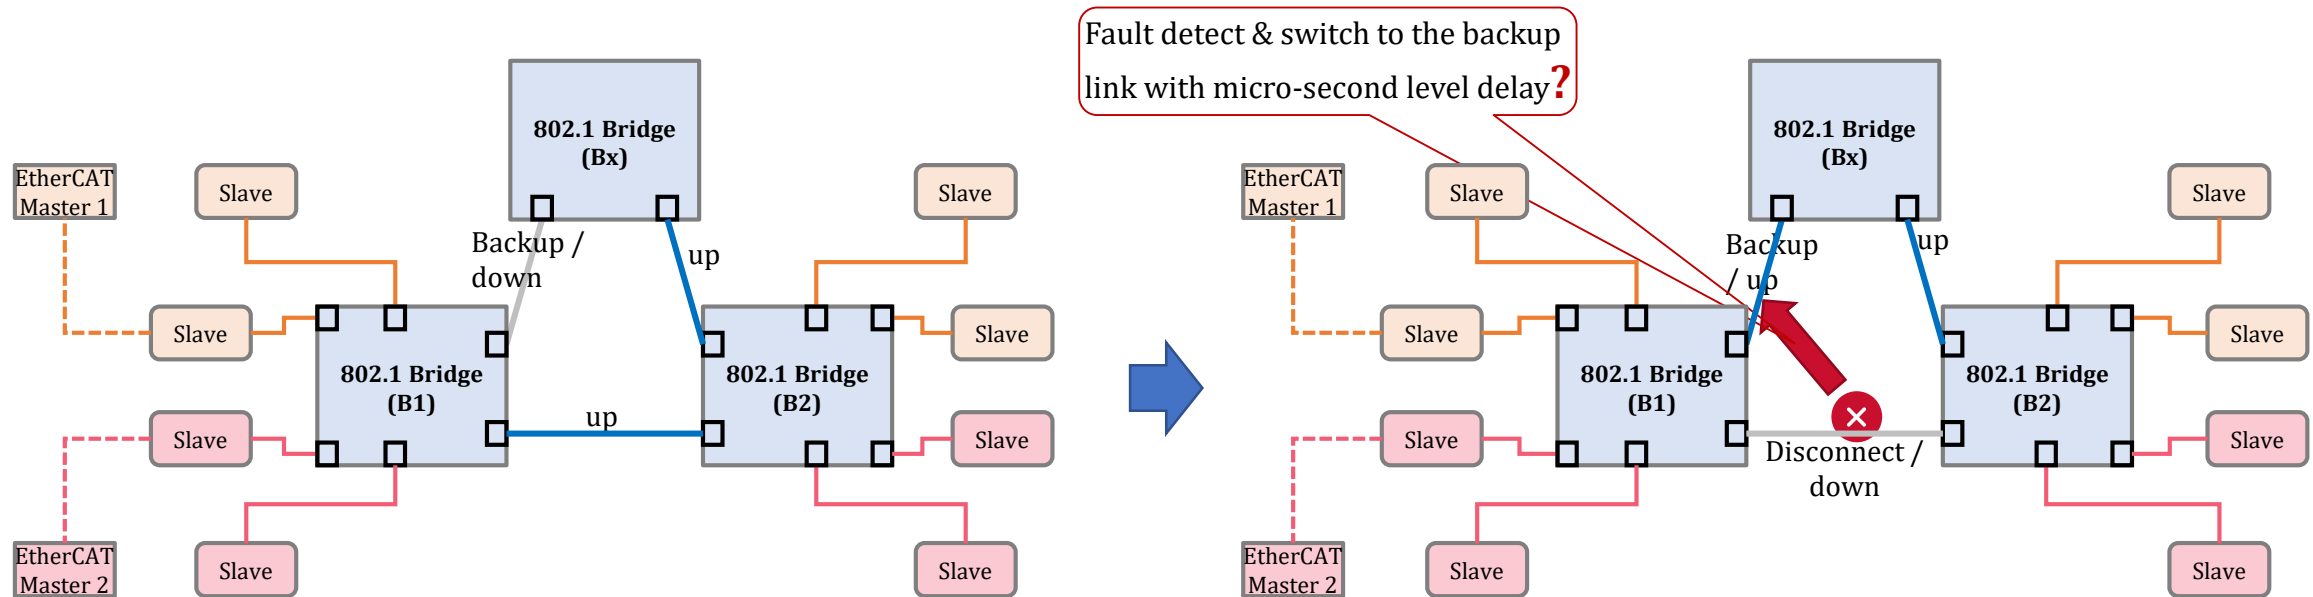 Fault detect & switch to the backup
link with micro-second level delay?
802.1 Bridge
(Bx)
EtherCAT
Master 1
Slave
Slave
Backup /
down
up
Slave
Slave
802.1 Bridge
(B1)
802.1 Bridge
(B2)
up
Slave
Slave
EtherCAT
Master 2
Slave
Slave
802.1 Bridge
(Bx)
EtherCAT
Master 1
Slave
Slave
Backup
/ up
up
Slave
Slave
802.1 Bridge
(B1)
802.1 Bridge
(B2)
Slave
Slave
Disconnect /
down
EtherCAT
Master 2
Slave
Slave